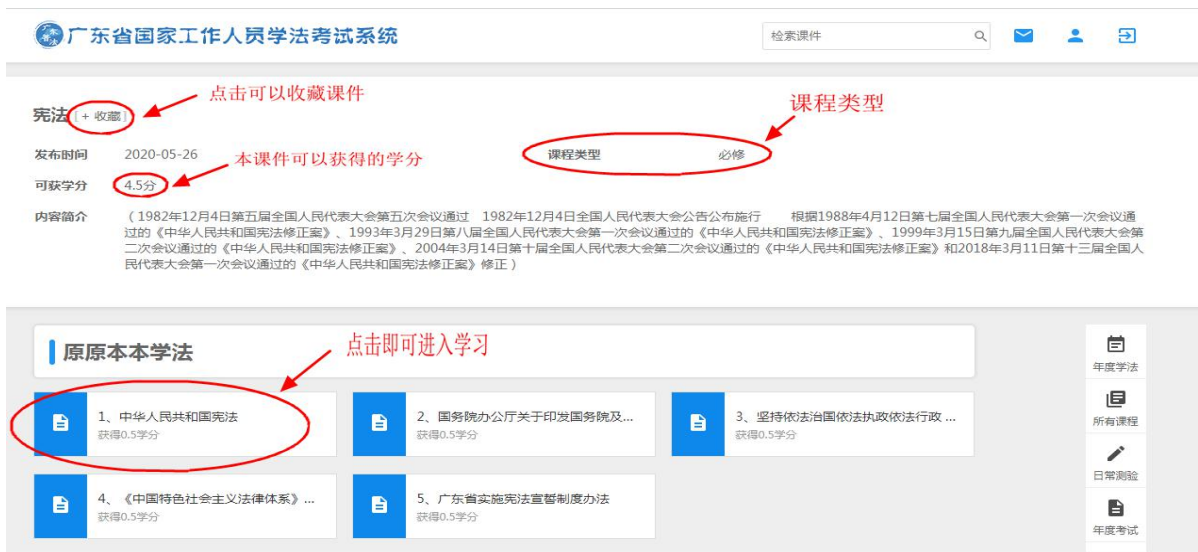 广东省国家工作人员学法考试系统
检索课件
点击可以收藏课件
课程类型
宪法 [ + 收藏 ]
发布时间 2020-05-26
本课件可以获得的学分
课程类型 必修
可获学分 4.5分
内容简介 （1982年12月4日第五届全国人民代表大会第五次会议通过 1982年12月4日全国人民代表大会公告公布施行 根据1988年4月12日第七届全国人民代表大会第一次会议通
过的《中华人民共和国宪法修正案》、1993年3月29日第八届全国人民代表大会第一次会议通过的《中华人民共和国宪法修正案》、1999年3月15日第九届全国人民代表大会第
二次会议通过的《中华人民共和国宪法修正案》、2004年3月14日第十届全国人民代表大会第二次会议通过的《中华人民共和国宪法修正案》和2018年3月11日第十三届全国人
民代表大会第一次会议通过的《中华人民共和国宪法修正案》修正）
原原本本学法
点击即可进入学习
1、中华人民共和国宪法
获得0.5学分
2、国务院办公厅关于印发国务院及...
获得0.5学分
3、坚持依法治国依法执政依法行政 ...
获得0.5学分
4、《中国特色社会主义法律体系》...
获得0.5学分
5、广东省实施宪法宣誓制度办法
获得0.5学分
年度学法
所有课程
日常测验
年度考试